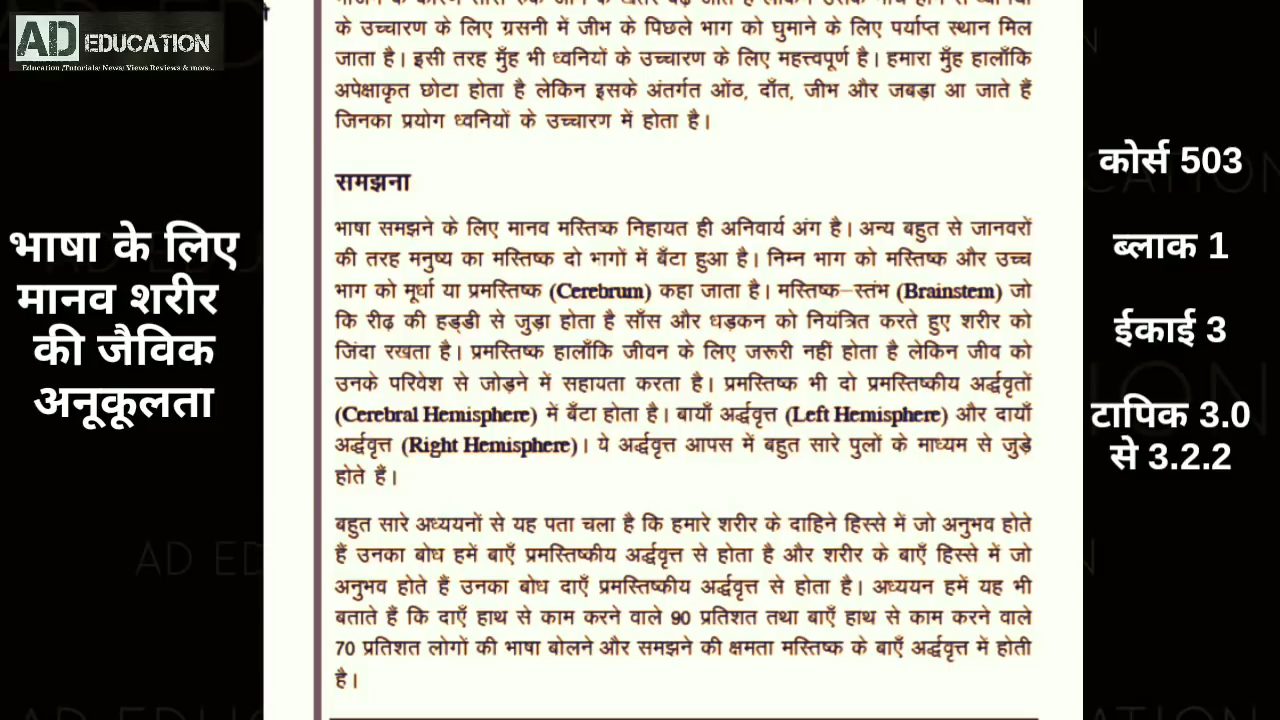 AD EDUCATION
Education /Tutorials/ News/ Views Reviews & more..
भाषा के लिए
मानव शरीर
की जैविक
अनूकूलता
के उच्चारण के लिए ग्रसनी में जीभ के पिछले भाग को घुमाने के लिए पर्याप्त स्थान मिल
जाता है। इसी तरह मुँह भी ध्वनियों के उच्चारण के लिए महत्त्वपूर्ण है। हमारा मुँह हालाँकि
अपेक्षाकृत छोटा होता है लेकिन इसके अंतर्गत ओंठ, दाँत, जीभ और जबड़ा आ जाते हैं
जिनका प्रयोग ध्वनियों के उच्चारण में होता है।
समझना
भाषा समझने के लिए मानव मस्तिष्क निहायत ही अनिवार्य अंग है। अन्य बहुत से जानवरों
की तरह मनुष्य का मस्तिष्क दो भागों में बँटा हुआ है। निम्न भाग को मस्तिष्क और उच्च
भाग को मूर्धा या प्रमस्तिष्क (Cerebrum) कहा जाता है। मस्तिष्क–स्तंभ (Brainstem) जो
कि रीढ़ की हड्डी से जुड़ा होता है साँस और धड़कन को नियंत्रित करते हुए शरीर को
जिंदा रखता है। प्रमस्तिष्क हालाँकि जीवन के लिए जरूरी नहीं होता है लेकिन जीव को
उनके परिवेश से जोड़ने में सहायता करता है। प्रमस्तिष्क भी दो प्रमस्तिष्कीय अर्द्धवृतों
(Cerebral Hemisphere) में बँटा होता है। बायाँ अर्द्धवृत्त (Left Hemisphere) और दायाँ
अर्द्धवृत्त (Right Hemisphere)। ये अर्द्धवृत्त आपस में बहुत सारे पुलों के माध्यम से जुड़े
होते हैं।
बहुत सारे अध्ययनों से यह पता चला है कि हमारे शरीर के दाहिने हिस्से में जो अनुभव होते
हैं उनका बोध हमें बाएँ प्रमस्तिष्कीय अर्द्धवृत्त से होता है और शरीर के बाएँ हिस्से में जो
अनुभव होते हैं उनका बोध दाएँ प्रमस्तिष्कीय अर्द्धवृत्त से होता है। अध्ययन हमें यह भी
बताते हैं कि दाएँ हाथ से काम करने वाले 90 प्रतिशत तथा बाएँ हाथ से काम करने वाले
70 प्रतिशत लोगों की भाषा बोलने और समझने की क्षमता मस्तिष्क के बाएँ अर्द्धवृत्त में होती
है।
कोर्स 503
ब्लाक 1
ईकाई 3
टापिक 3.0
से 3.2.2